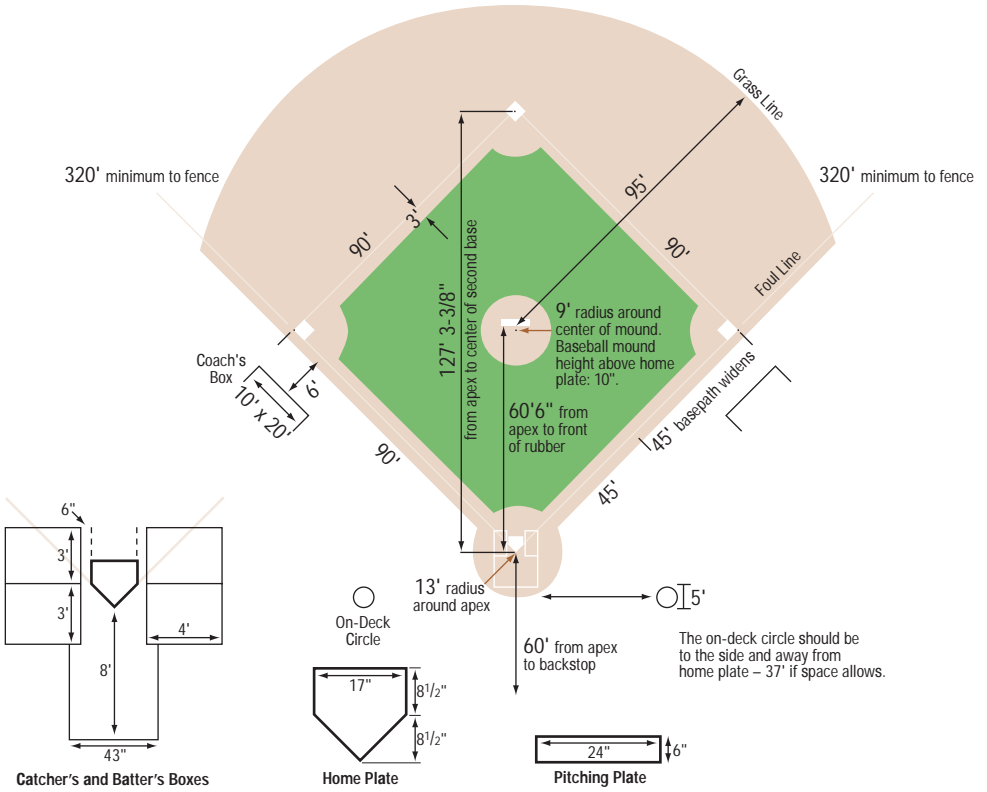 Grass Line
320' minimum to fence
320' minimum to fence
95'
3'
90'
90'
Foul Line
127' 3-3/8"
from apex to center of second base
9' radius around
center of mound.
Baseball mound
height above home
plate: 10".
Coach's
Box
10' x 20'
6'
60'6" from
apex to front
of rubber
45' basepath widens
90'
45'
6"
3'
3'
4'
8'
43"
Catcher's and Batter's Boxes
13' radius
around apex
On-Deck
Circle
5'
60' from apex
to backstop
The on-deck circle should be
to the side and away from
home plate – 37' if space allows.
17"
8 1/2"
8 1/2"
Home Plate
24"
6"
Pitching Plate